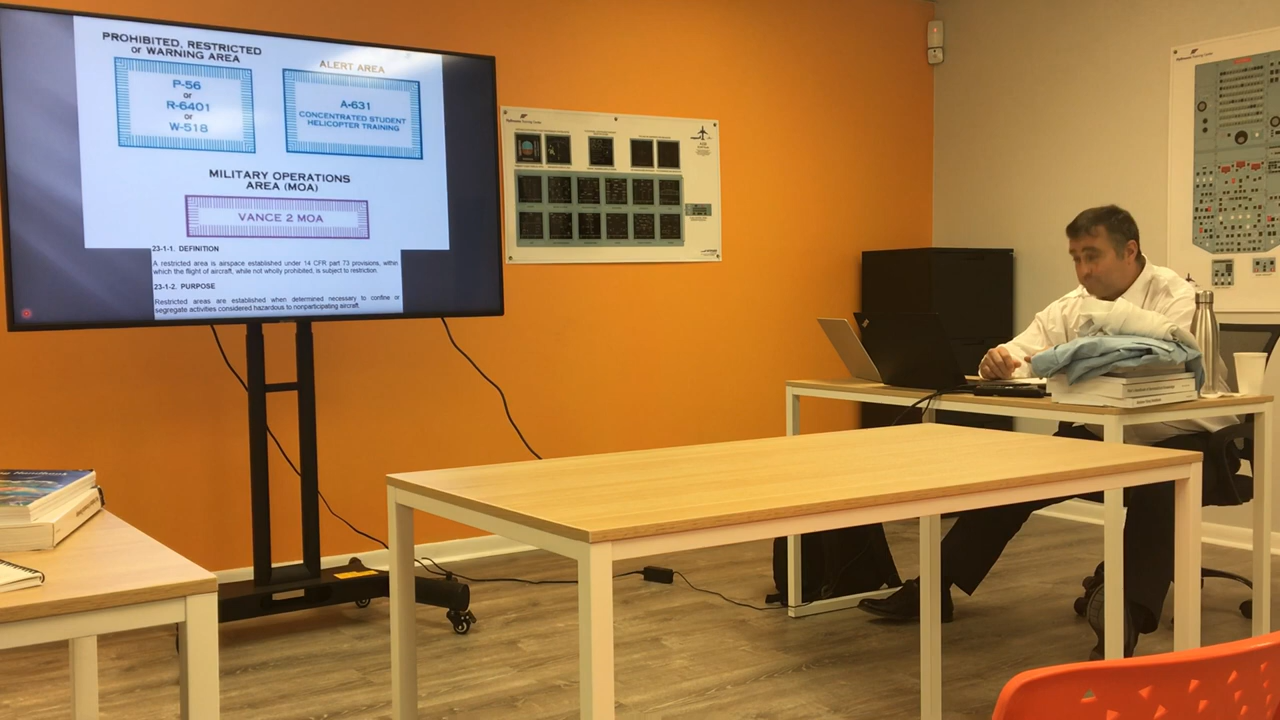 PROHIBITED, RESTRICTED
or WARNING AREA
P-56
or
R-6401
or
W-518
ALERT AREA
A-631
CONCENTRATED STUDENT
HELICOPTER TRAINING
MILITARY OPERATIONS
AREA (MOA)
VANCE 2 MOA
23-1-1. DEFINITION
A restricted area is airspace established under 14 CFR part 73 provisions, within
which the flight of aircraft, while not wholly prohibited, is subject to restriction.
23-1-2. PURPOSE
Restricted areas are established when determined necessary to confine or
segregate activities considered hazardous to nonparticipating aircraft.